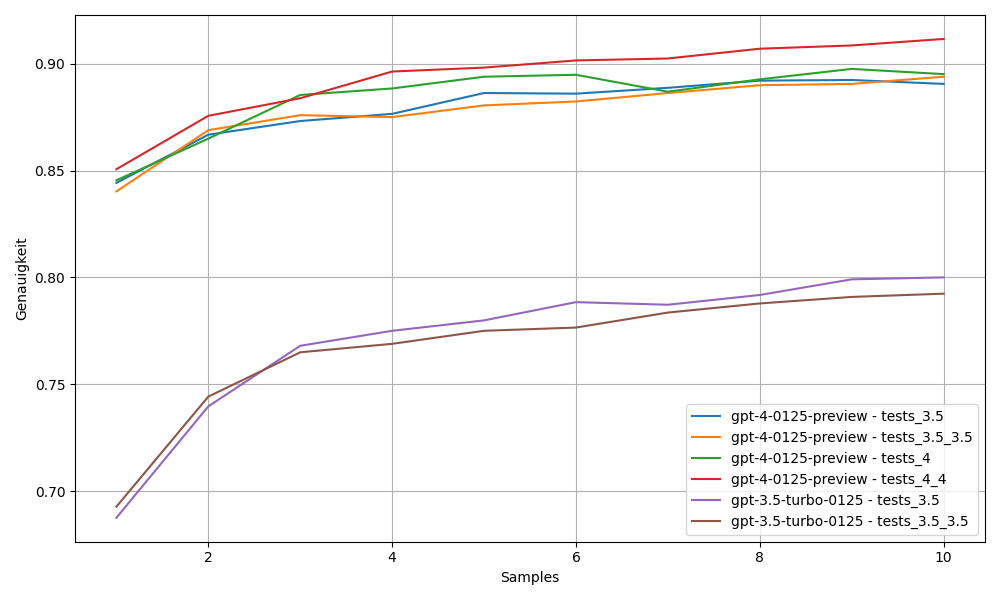 Genauigkeit
0.90
0.85
0.80
0.75
0.70
2
4
6
8
10
Samples
gpt-4-0125-preview - tests_3.5
gpt-4-0125-preview - tests_3.5_3.5
gpt-4-0125-preview - tests_4
gpt-4-0125-preview - tests_4_4
gpt-3.5-turbo-0125 - tests_3.5
gpt-3.5-turbo-0125 - tests_3.5_3.5